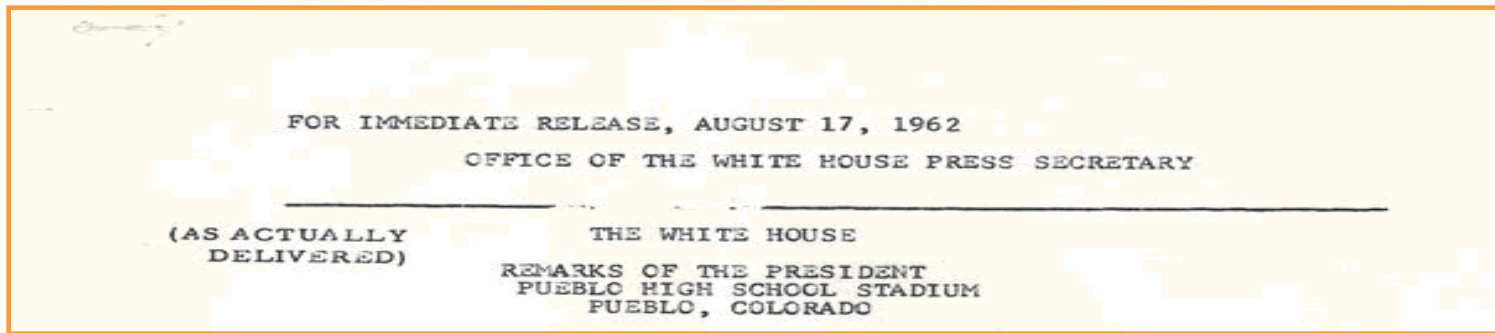 FOR IMMEDIATE RELEASE, AUGUST 17, 1962
OFFICE OF THE WHITE HOUSE PRESS SECRETARY
(AS ACTUALLY
DELIVERED)
THE WHITE HOUSE
REMARKS OF THE PRESIDENT
PUEBLO HIGH SCHOOL STADIUM
PUEBLO, COLORADO